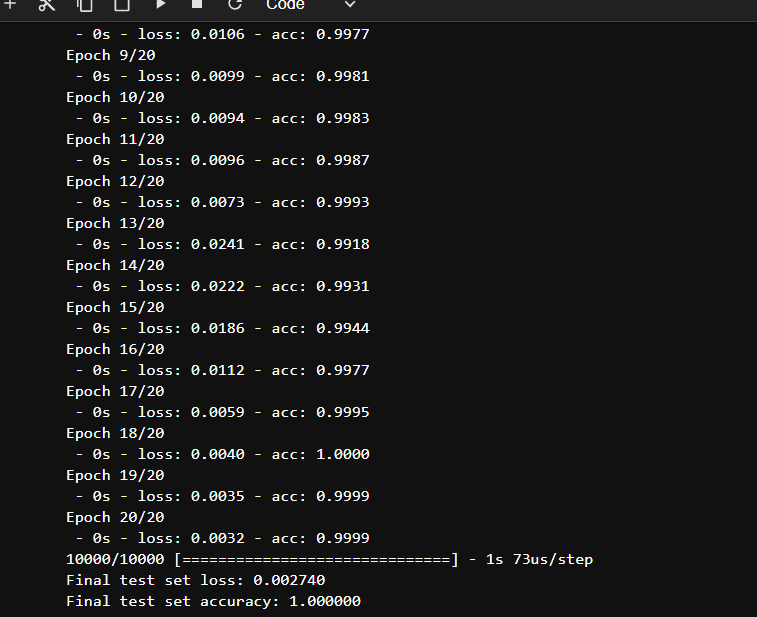 Code
- 0s - loss: 0.0106 - acc: 0.9977
Epoch 9/20
- 0s - loss: 0.0099 - acc: 0.9981
Epoch 10/20
- 0s - loss: 0.0094 - acc: 0.9983
Epoch 11/20
- 0s - loss: 0.0096 - acc: 0.9987
Epoch 12/20
- 0s - loss: 0.0073 - acc: 0.9993
Epoch 13/20
- 0s - loss: 0.0241 - acc: 0.9918
Epoch 14/20
- 0s - loss: 0.0222 - acc: 0.9931
Epoch 15/20
- 0s - loss: 0.0186 - acc: 0.9944
Epoch 16/20
- 0s - loss: 0.0112 - acc: 0.9977
Epoch 17/20
- 0s - loss: 0.0059 - acc: 0.9995
Epoch 18/20
- 0s - loss: 0.0040 - acc: 1.0000
Epoch 19/20
- 0s - loss: 0.0035 - acc: 0.9999
Epoch 20/20
- 0s - loss: 0.0032 - acc: 0.9999
10000/10000 [==============================] - 1s 73us/step
Final test set loss: 0.002740
Final test set accuracy: 1.000000